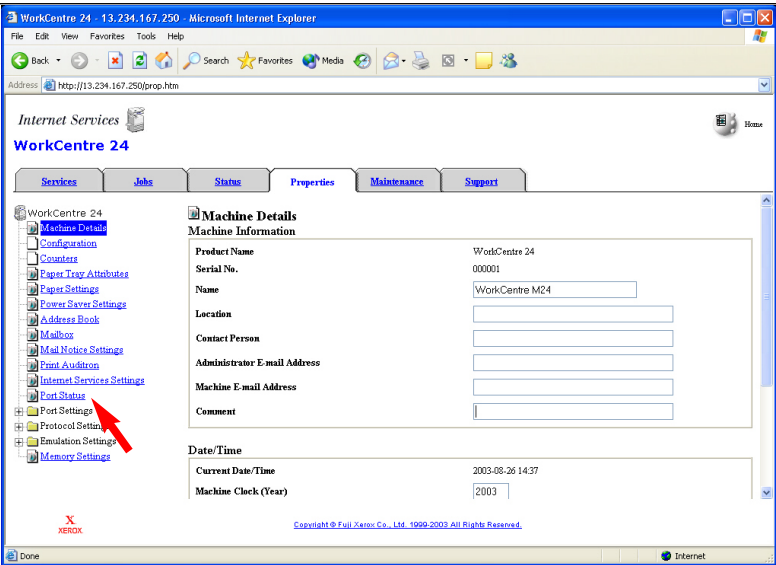 WorkCentre 24 - 13.234.167.250 - Microsoft Internet Explorer
File Edit View Favorites Tools Help
Back Search Favorites Media
Address http://13.234.167.250/prop.htm
Internet Services
Home
WorkCentre 24
Services Jobs Status Properties Maintenance Support
WorkCentre 24
Machine Details
Configuration
Counters
Paper Tray Attributes
Paper Settings
Power Saver Settings
Address Book
Mailbox
Mail Notice Settings
Print Auditron
Internet Services Settings
Port Status
Port Settings
Protocol Setting
Emulation Settings
Memory Settings
Machine Details
Machine Information
Product Name WorkCentre 24
Serial No. 000001
Name WorkCentre M24
Location
Contact Person
Administrator E-mail Address
Machine E-mail Address
Comment
Date/Time
Current Date/Time 2003-08-26 14:37
Machine Clock (Year) 2003
X
XEROX
Copyright © Fuji Xerox Co., Ltd. 1999-2003 All Rights Reserved.
Done Internet